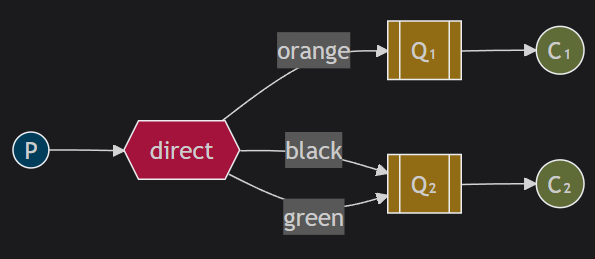 orange
Q₁
C₁
P
direct
black
Q₂
C₂
green